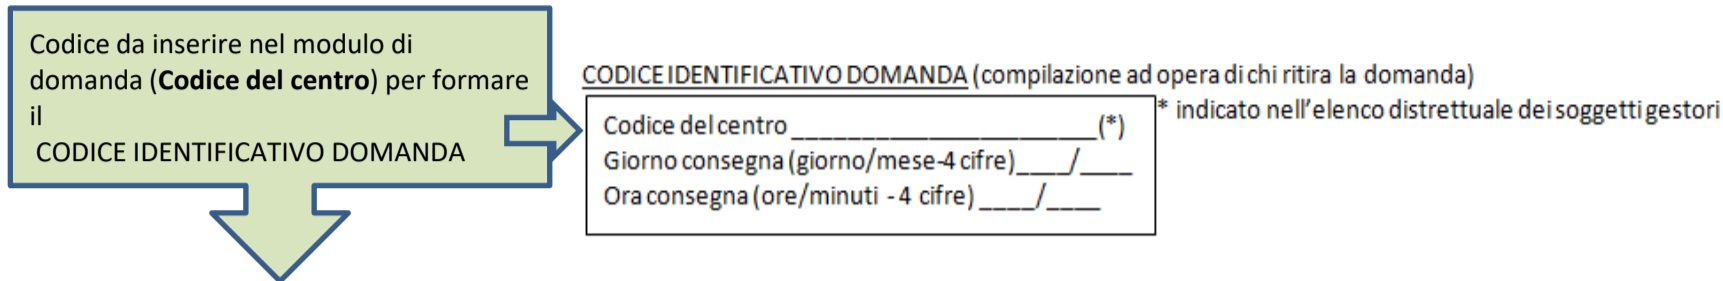 Codice da inserire nel modulo di
domanda (Codice del centro) per formare
il
CODICE IDENTIFICATIVO DOMANDA
CODICE IDENTIFICATIVO DOMANDA (compilazione ad opera di chi ritira la domanda)
* indicato nell'elenco distrettuale dei soggetti gestori
Codice del centro ______________________(*)
Giorno consegna (giorno/mese-4 cifre)____/____
Ora consegna (ore/minuti - 4 cifre) ____/____